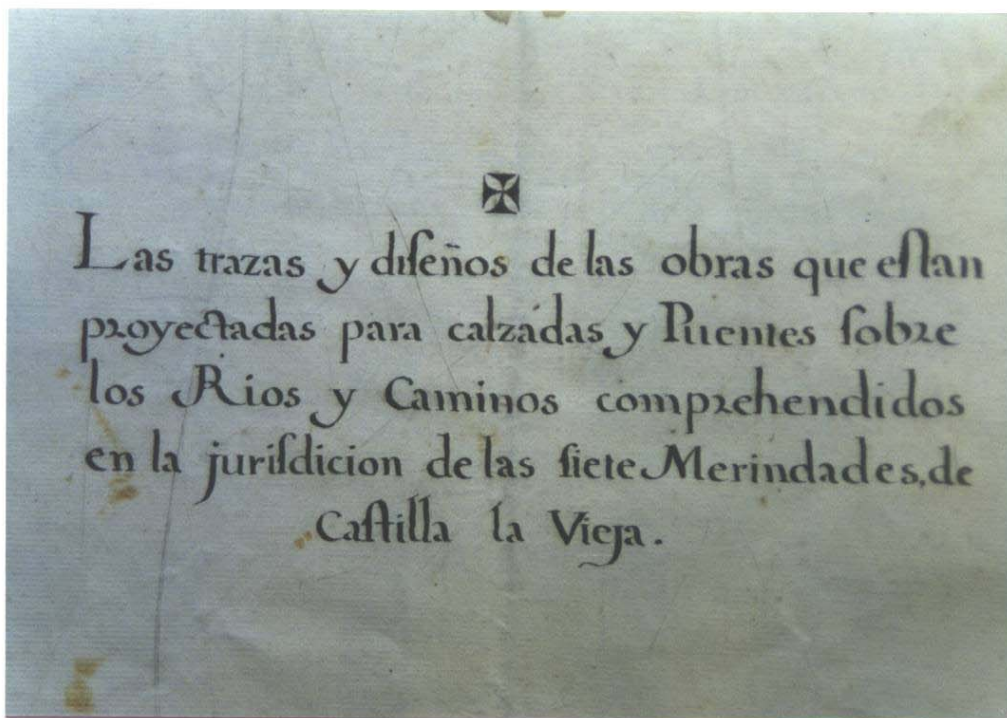 Las trazas y diſeños de las obras que eſtan
proyectadas para calzádas y Puentes ſobre
los Rios y Caminos comprehendidos
en la juriſdicion de las ſiete Merindades, de
Caſtilla la Vieja.